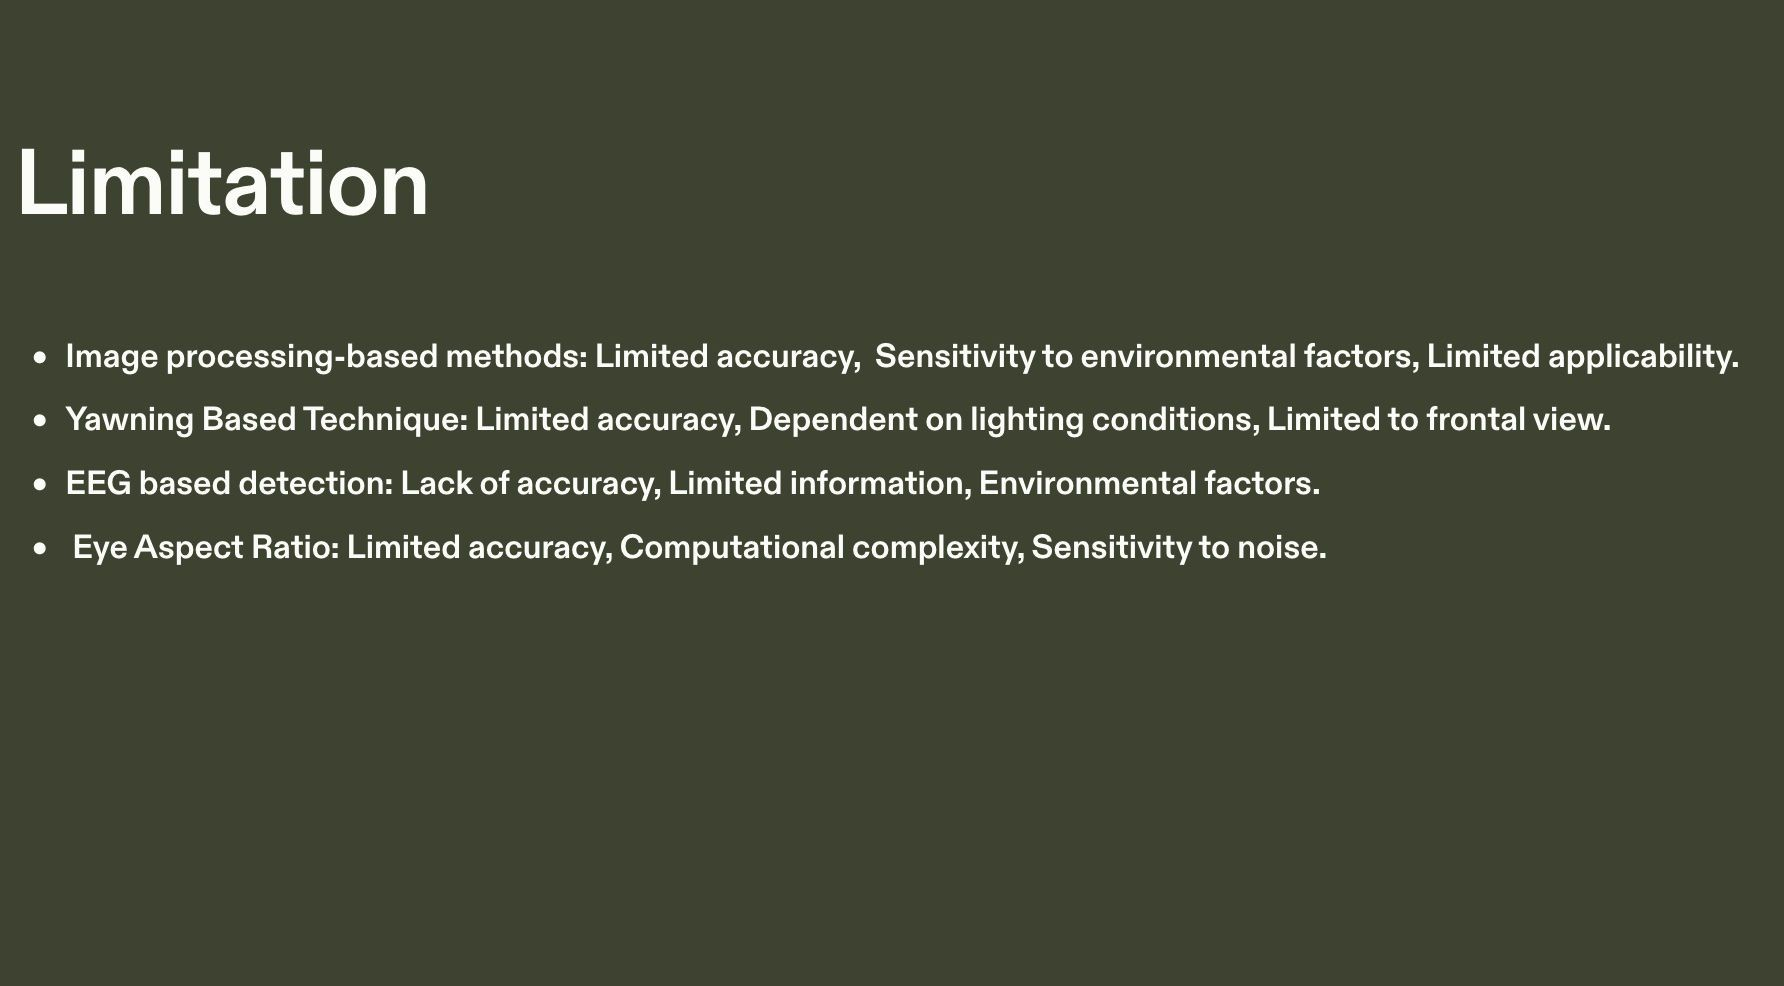 Limitation
• Image processing-based methods: Limited accuracy,  Sensitivity to environmental factors, Limited applicability.
• Yawning Based Technique: Limited accuracy, Dependent on lighting conditions, Limited to frontal view.
• EEG based detection: Lack of accuracy, Limited information, Environmental factors.
• Eye Aspect Ratio: Limited accuracy, Computational complexity, Sensitivity to noise.